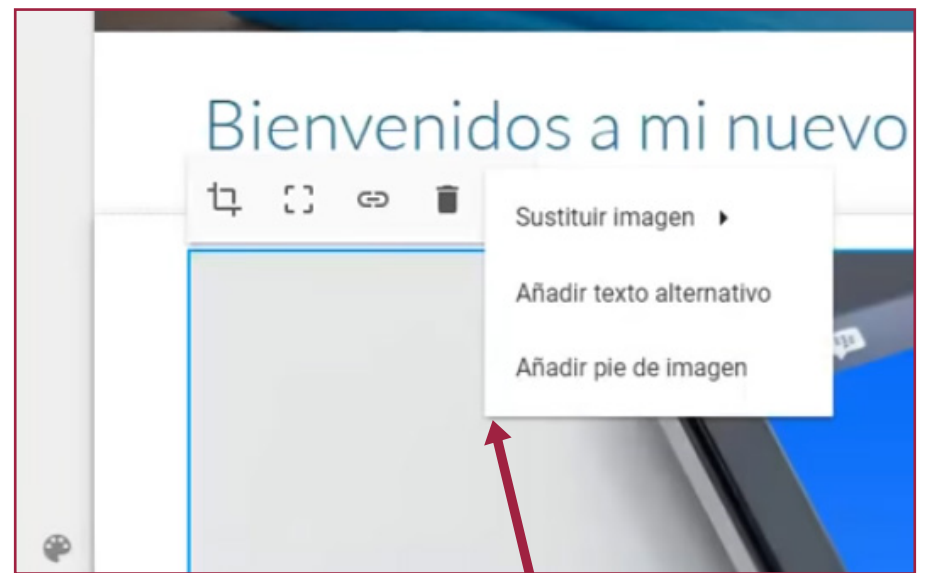 Bienvenidos a mi nuevo
Sustituir imagen
Añadir texto alternativo
Añadir pie de imagen